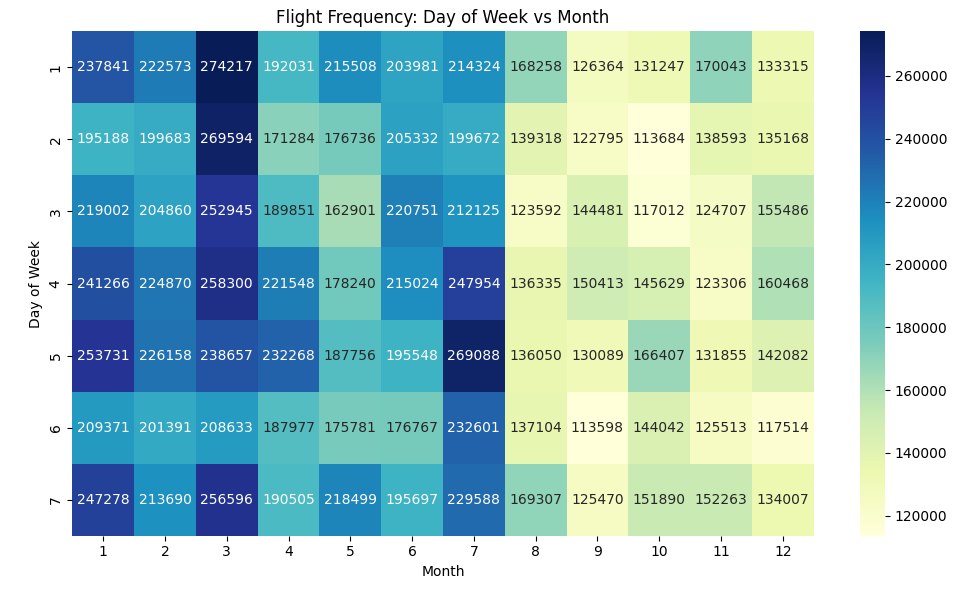 Flight Frequency: Day of Week vs Month
Day of Week
1 237841 222573 274217 192031 215508 203981 214324 168258 126364 131247 170043 133315
2 195188 199683 269594 171284 176736 205332 199672 139318 122795 113684 138593 135168
3 219002 204860 252945 189851 162901 220751 212125 123592 144481 117012 124707 155486
4 241266 224870 258300 221548 178240 215024 247954 136335 150413 145629 123306 160468
5 253731 226158 238657 232268 187756 195548 269088 136050 130089 166407 131855 142082
6 209371 201391 208633 187977 175781 176767 232601 137104 113598 144042 125513 117514
7 247278 213690 256596 190505 218499 195697 229588 169307 125470 151890 152263 134007
1 2 3 4 5 6 7 8 9 10 11 12
Month
260000
240000
220000
200000
180000
160000
140000
120000